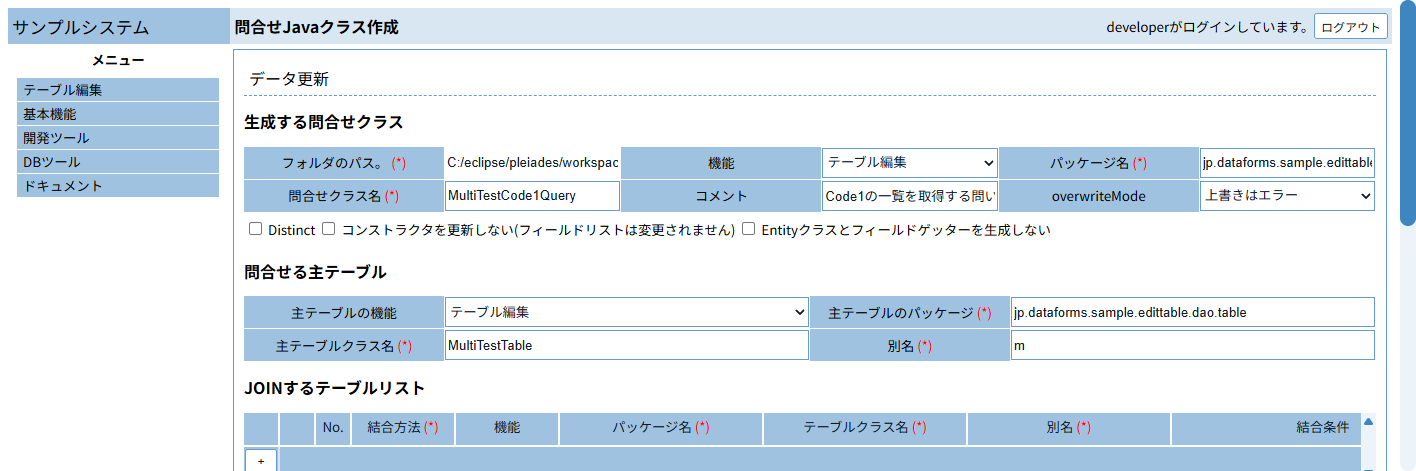 サンプルシステム 問合せJavaクラス作成 developerがログインしています。 ログアウト
メニュー
テーブル編集
基本機能
開発ツール
DBツール
ドキュメント
データ更新
生成する問合せクラス
フォルダのパス。(*) C:/eclipse/pleiades/workspac 機能 テーブル編集 パッケージ名 (*) jp.dataforms.sample.edittable
問合せクラス名 (*) MultiTestCode1Query コメント Code1の一覧を取得する問い overwriteMode 上書きはエラー
Distinct コンストラクタを更新しない(フィールドリストは変更されません) Entityクラスとフィールドゲッターを生成しない
問合せる主テーブル
主テーブルの機能 テーブル編集 主テーブルのパッケージ (*) jp.dataforms.sample.edittable.dao.table
主テーブルクラス名 (*) MultiTestTable 別名 (*) m
JOINするテーブルリスト
No. 結合方法 (*) 機能 パッケージ名 (*) テーブルクラス名 (*) 別名 (*) 結合条件
+